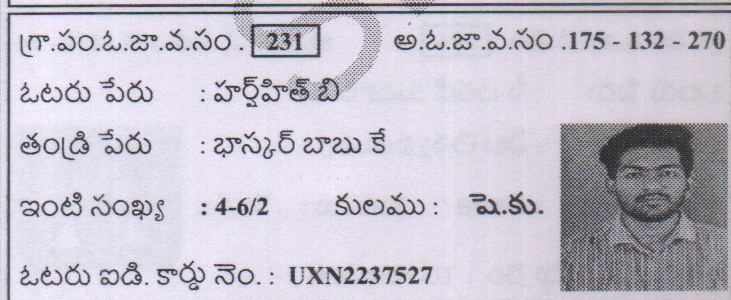 గ్రా.పం.ఓ.జా.వ.సం . 231 అ.ఓ.జా.వ.సం .175 - 132 - 270
ఓటరు పేరు : హర్షిహిత్ బి
తండ్రి పేరు : భాస్కర్ బాబు కే
ఇంటి సంఖ్య : 4-6/2 కులము : పె.కు.
ఓటరు ఐడి. కార్డు నెం. : UXN2237527